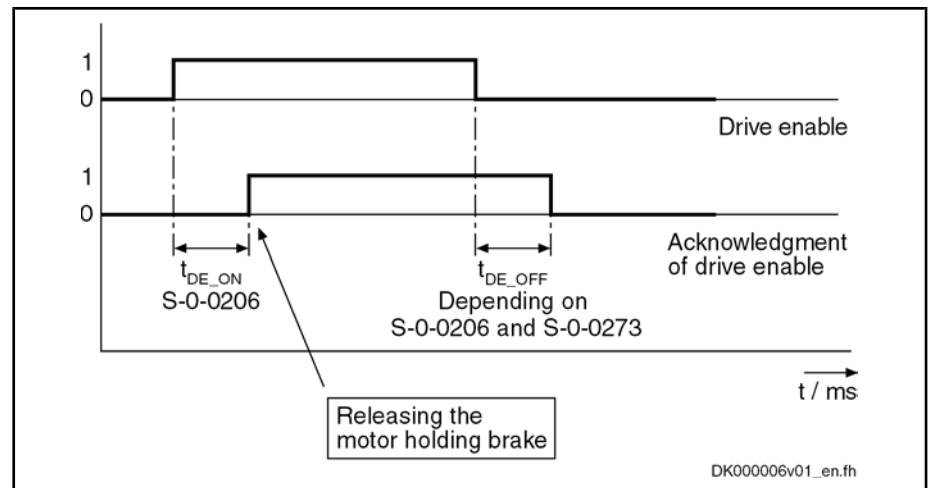 1
0
Drive enable
1
0
Acknowledgment
of drive enable
tDE_ON
S-0-0206
tDE_OFF
Depending on
S-0-0206 and S-0-0273
t / ms
Releasing the
motor holding brake
DK000006v01_en.fh